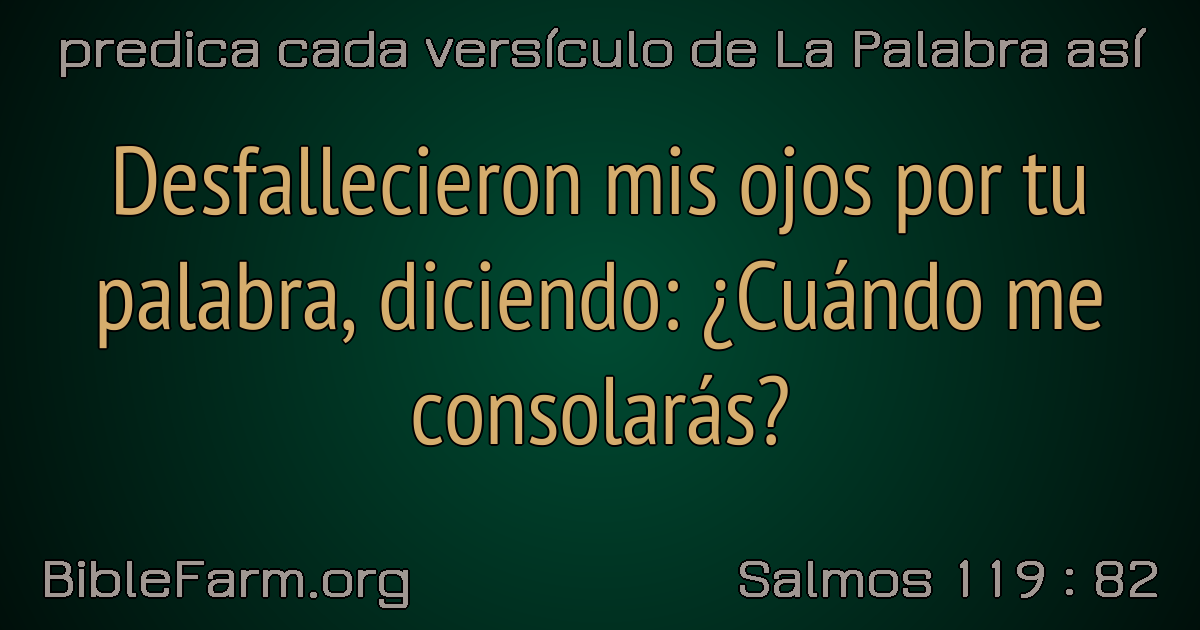 predica cada versículo de La Palabra así
Desfallecieron mis ojos por tu
palabra, diciendo: ¿Cuándo me
consolarás?
BibleFarm.org
Salmos 119 : 82